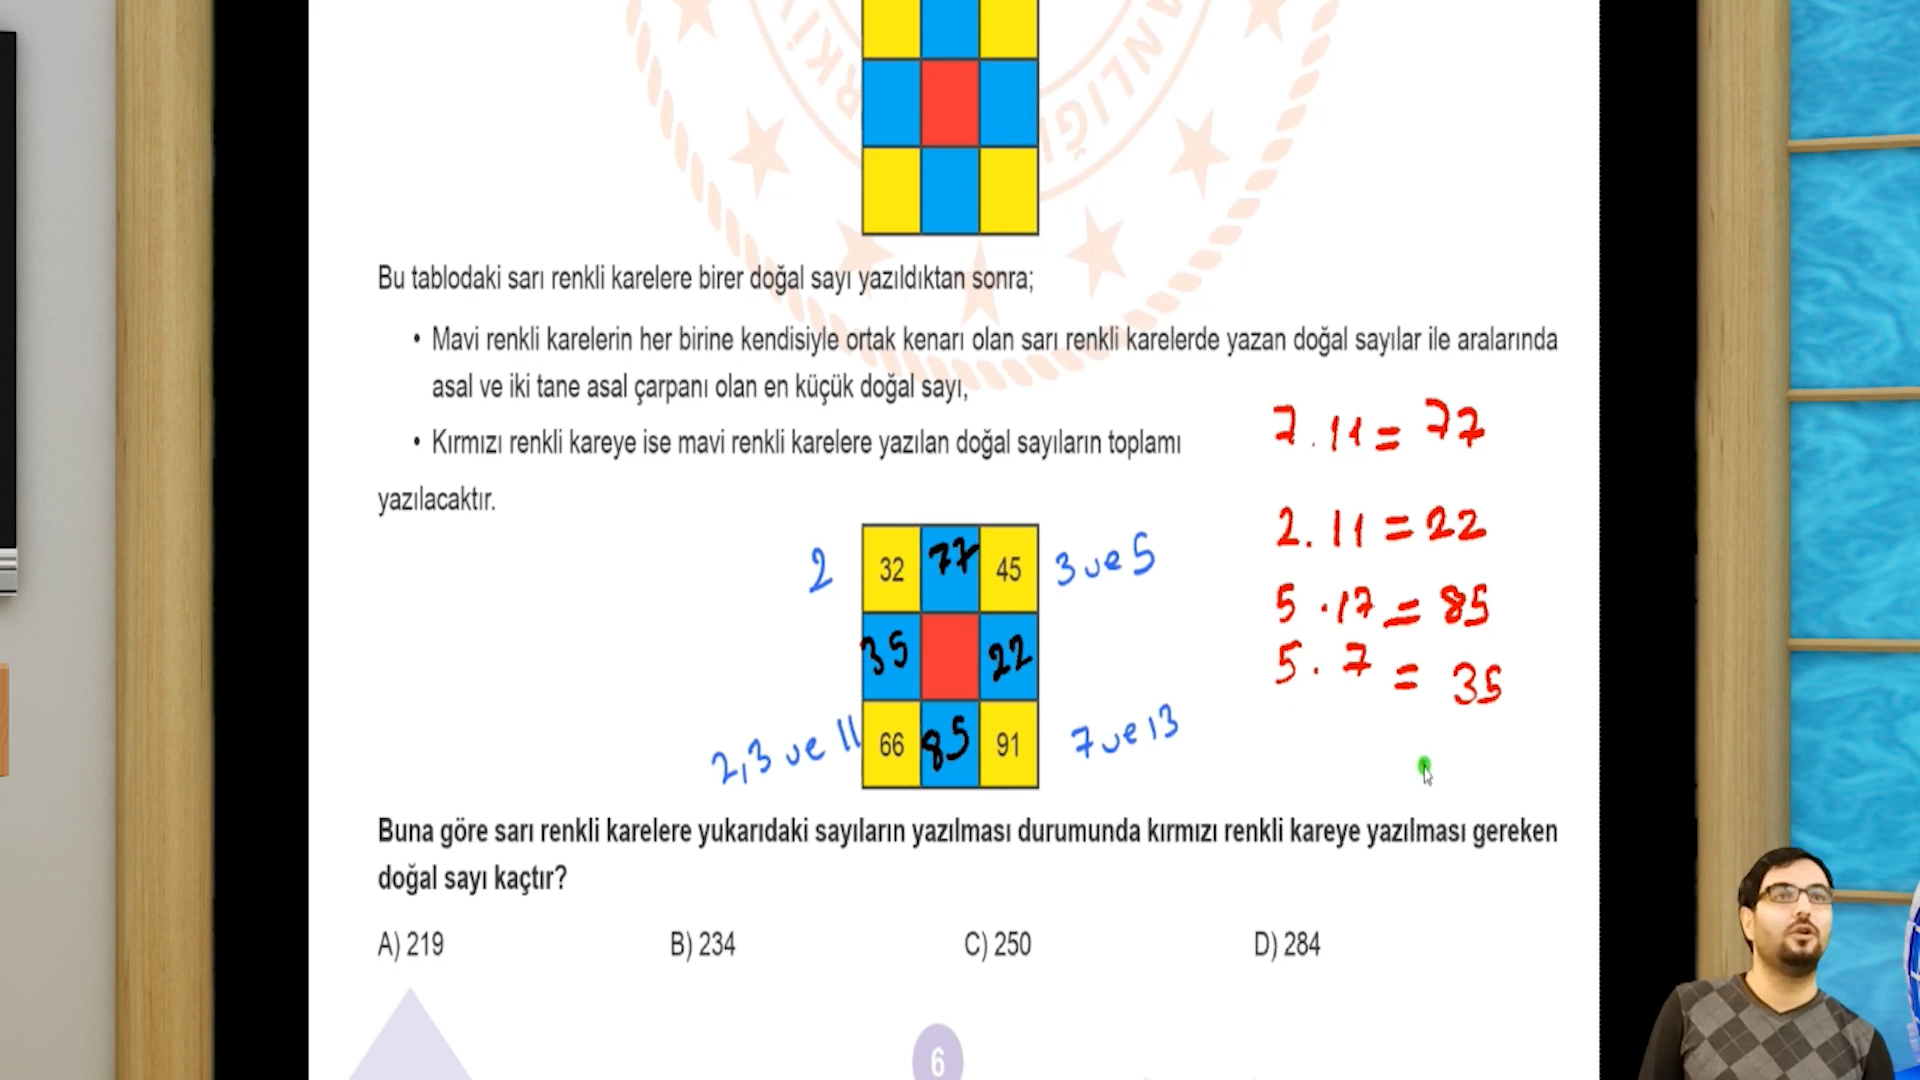 RKİY
ANLIĞI
Bu tablodaki sarı renkli karelere birer doğal sayı yazıldıktan sonra;
• Mavi renkli karelerin her birine kendisiyle ortak kenarı olan sarı renkli karelerde yazan doğal sayılar ile aralarında
asal ve iki tane asal çarpanı olan en küçük doğal sayı,
• Kırmızı renkli kareye ise mavi renkli karelere yazılan doğal sayıların toplamı
yazılacaktır.
7 . 11 = 77
2 . 11 = 22
5 . 17 = 85
5 . 7 = 35
2 32 77 45 3 ve 5
35 22
2,3 ve 11 66 85 91 7 ve 13
Buna göre sarı renkli karelere yukarıdaki sayıların yazılması durumunda kırmızı renkli kareye yazılması gereken
doğal sayı kaçtır?
A) 219 B) 234 C) 250 D) 284
6